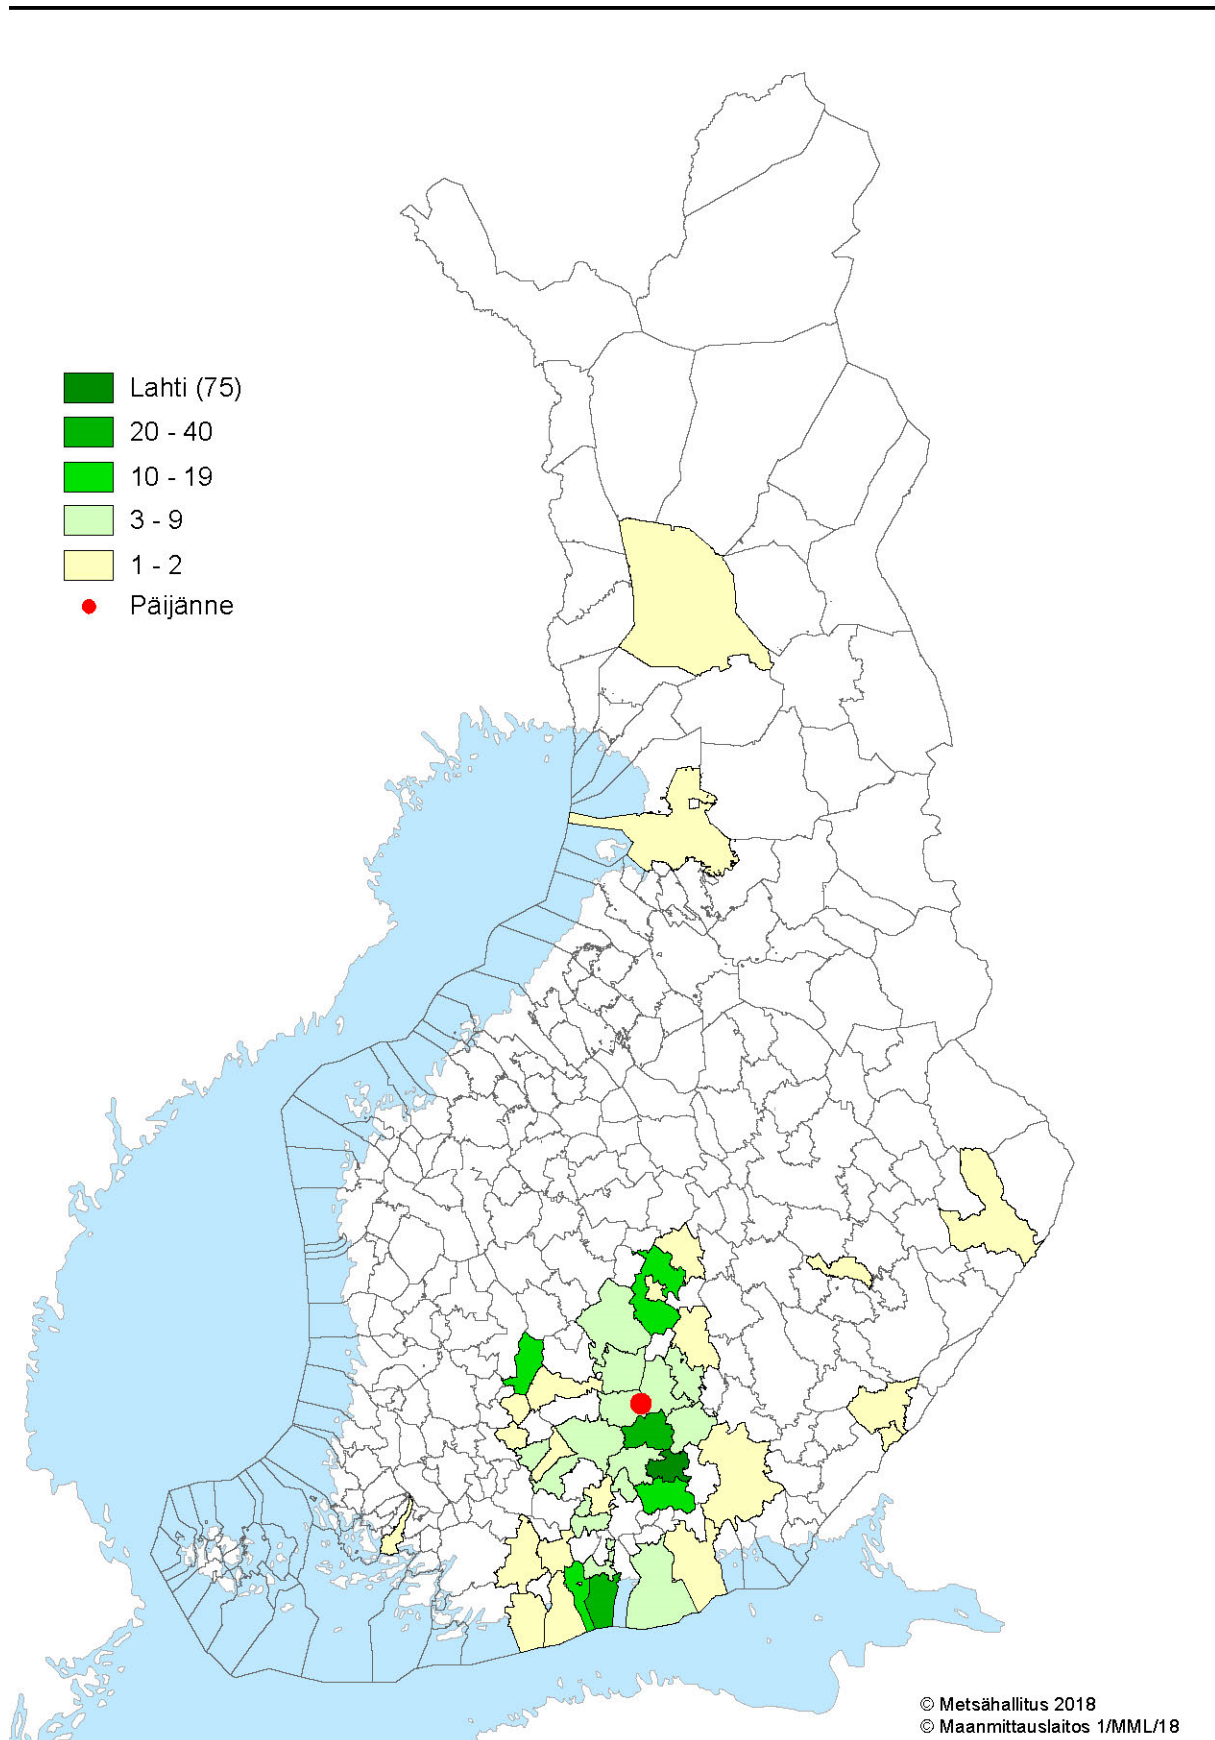 Lahti (75)
20 - 40
10 - 19
3 - 9
1 - 2
Päijänne
© Metsähallitus 2018
© Maanmittauslaitos 1/MML/18